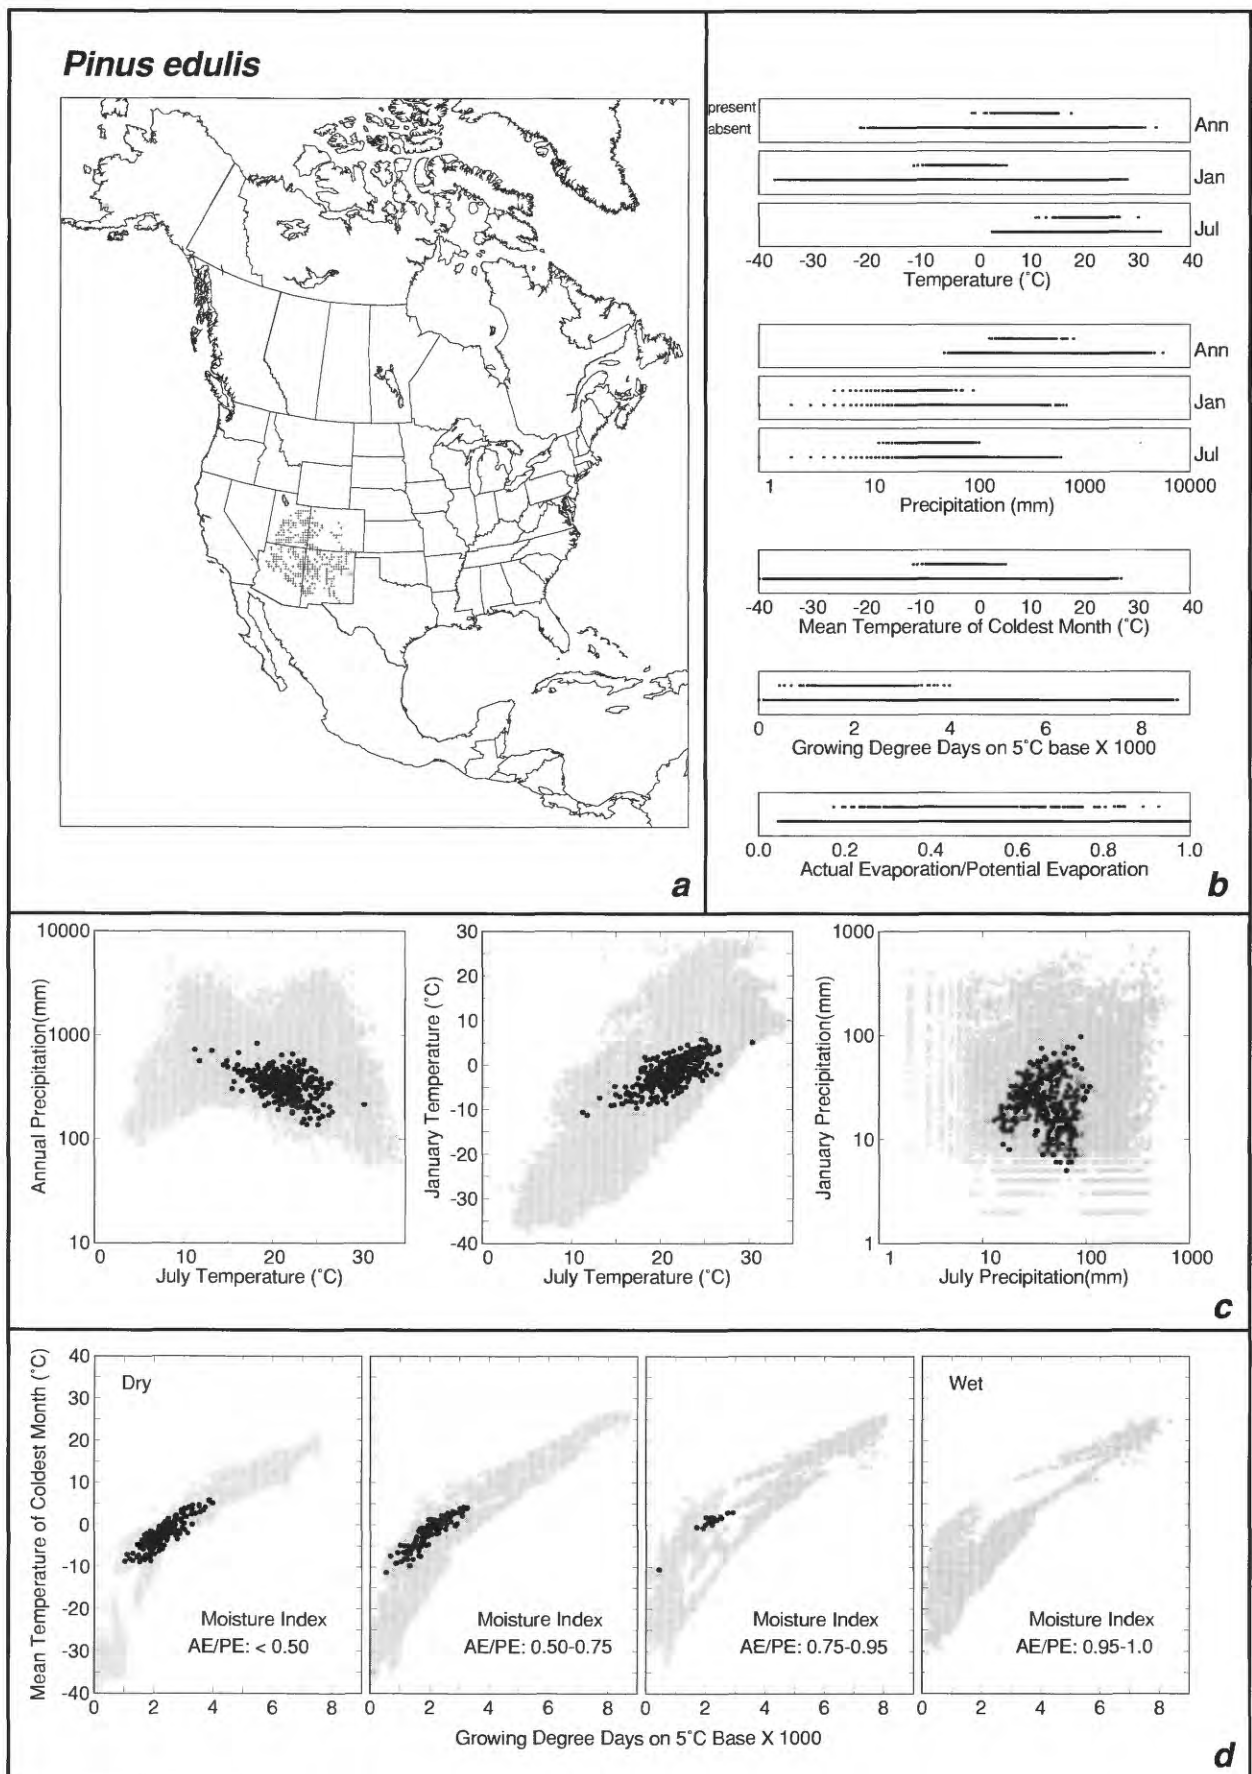 Pinus edulis
a
present
absent
Ann
Jan
Jul
-40 -30 -20 -10 0 10 20 30 40
Temperature (˚C)
Ann
Jan
Jul
1 10 100 1000 10000
Precipitation (mm)
-40 -30 -20 -10 0 10 20 30 40
Mean Temperature of Coldest Month (˚C)
0 2 4 6 8
Growing Degree Days on 5˚C base X 1000
0.0 0.2 0.4 0.6 0.8 1.0
Actual Evaporation/Potential Evaporation
b
Annual Precipitation(mm)
10000
1000
100
10
0 10 20 30
July Temperature (˚C)
January Temperature (˚C)
30
20
10
0
-10
-20
-30
-40
0 10 20 30
July Temperature (˚C)
January Precipitation(mm)
1000
100
10
1
1 10 100 1000
July Precipitation(mm)
c
Mean Temperature of Coldest Month (˚C)
40
30
20
10
0
-10
-20
-30
-40
Dry
Moisture Index
AE/PE: < 0.50
0 2 4 6 8
Moisture Index
AE/PE: 0.50-0.75
0 2 4 6 8
Moisture Index
AE/PE: 0.75-0.95
0 2 4 6 8
Wet
Moisture Index
AE/PE: 0.95-1.0
0 2 4 6 8
Growing Degree Days on 5˚C Base X 1000
d